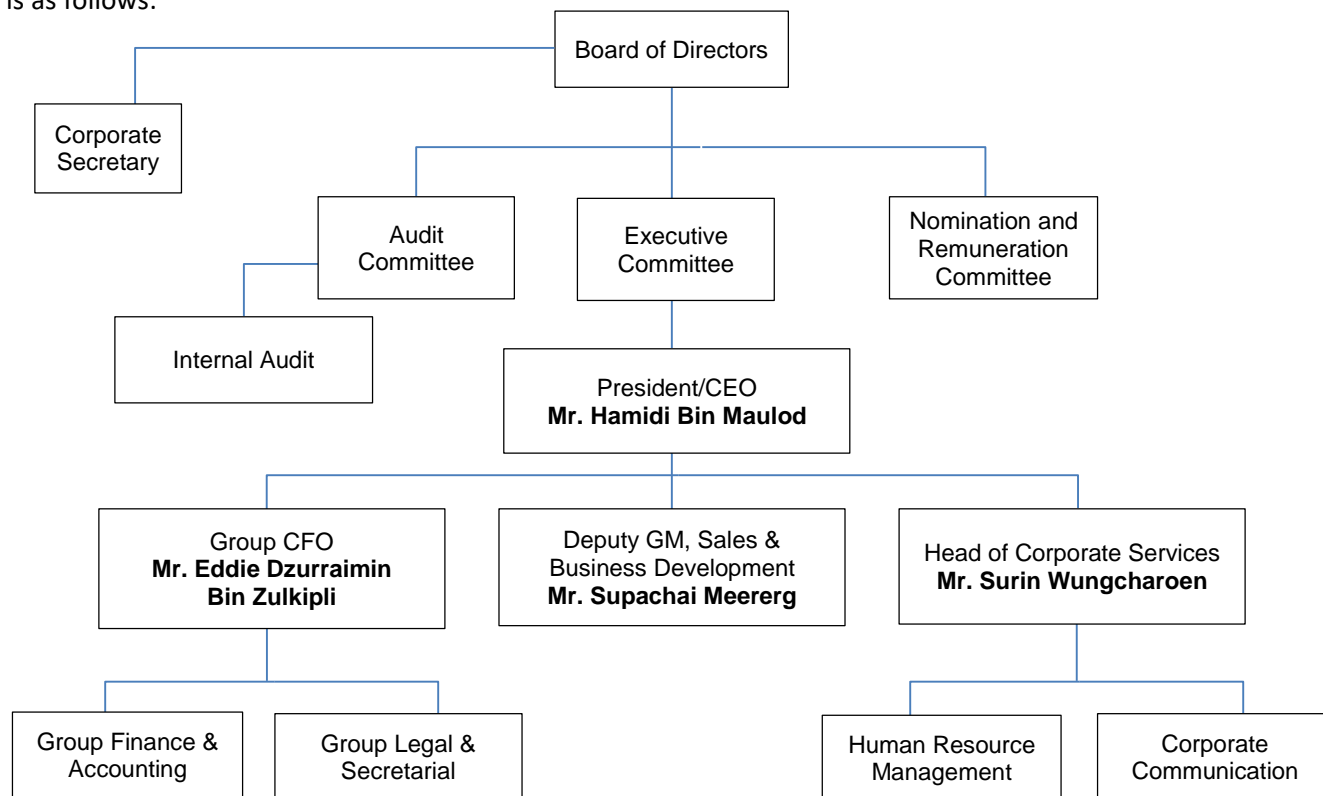 is as follows:
Board of Directors
Corporate
Secretary
Audit
Committee
Executive
Committee
Nomination and
Remuneration
Committee
Internal Audit
President/CEO
Mr. Hamidi Bin Maulod
Group CFO
Mr. Eddie Dzurraimin
Bin Zulkipli
Deputy GM, Sales &
Business Development
Mr. Supachai Meererg
Head of Corporate Services
Mr. Surin Wungcharoen
Group Finance &
Accounting
Group Legal &
Secretarial
Human Resource
Management
Corporate
Communication